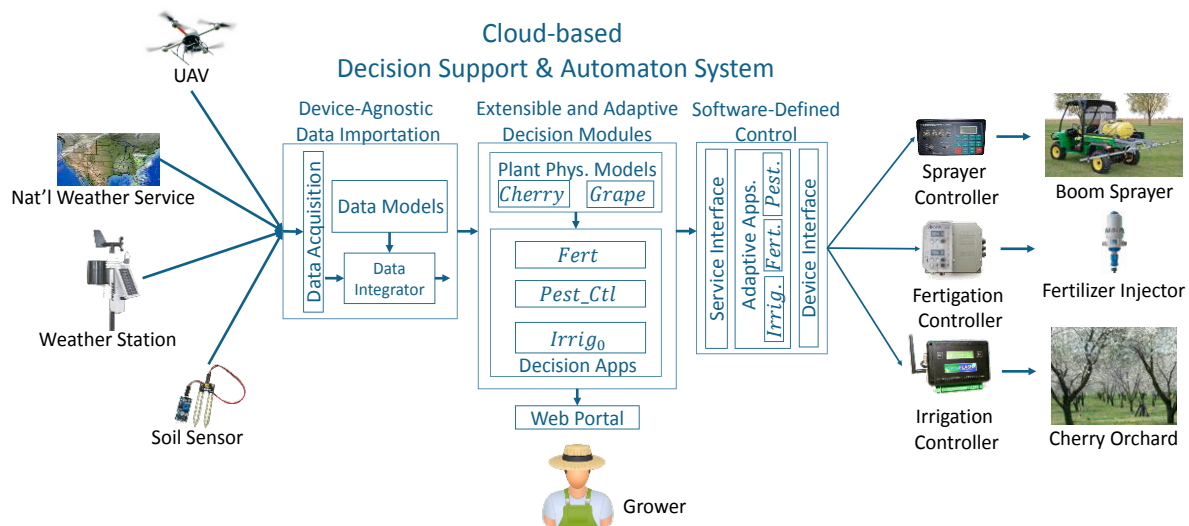 Cloud-based
Decision Support & Automaton System
UAV
Nat'l Weather Service
Weather Station
Soil Sensor
Device-Agnostic
Data Importation
Data Acquisition
Data Models
Data
Integrator
Extensible and Adaptive
Decision Modules
Plant Phys. Models
Cherry
Grape
Fert
Pest_Ctl
Irrig₀
Decision Apps
Web Portal
Grower
Software-Defined
Control
Service Interface
Adaptive Apps.
Irrig.
Fert.
Pest.
Device Interface
Sprayer
Controller
Boom Sprayer
Fertigation
Controller
Fertilizer Injector
Irrigation
Controller
Cherry Orchard